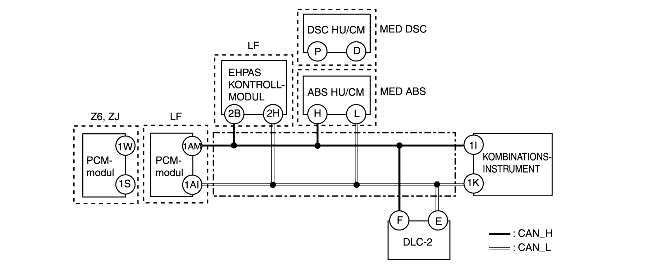 DSC HU/CM
MED DSC
P
D
LF
EHPAS
KONTROLL-
MODUL
2B
2H
ABS HU/CM
MED ABS
H
L
Z6, ZJ
PCM-
modul
1W
1S
LF
PCM-
modul
1AM
1AI
1I
1K
KOMBINATIONS-
INSTRUMENT
F
E
DLC-2
: CAN_H
: CAN_L